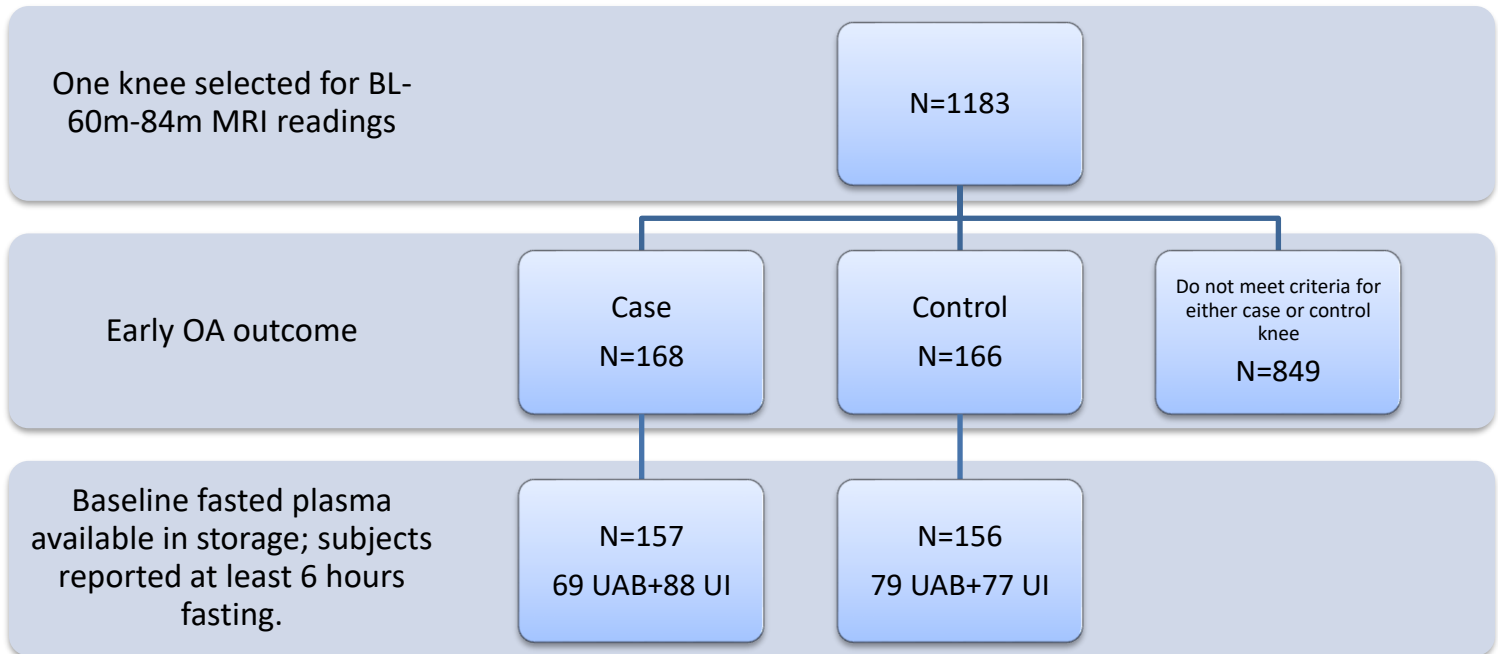 One knee selected for BL-
60m-84m MRI readings
N=1183
Early OA outcome
Case
N=168
Control
N=166
Do not meet criteria for
either case or control
knee
N=849
Baseline fasted plasma
available in storage; subjects
reported at least 6 hours
fasting.
N=157
69 UAB+88 UI
N=156
79 UAB+77 UI